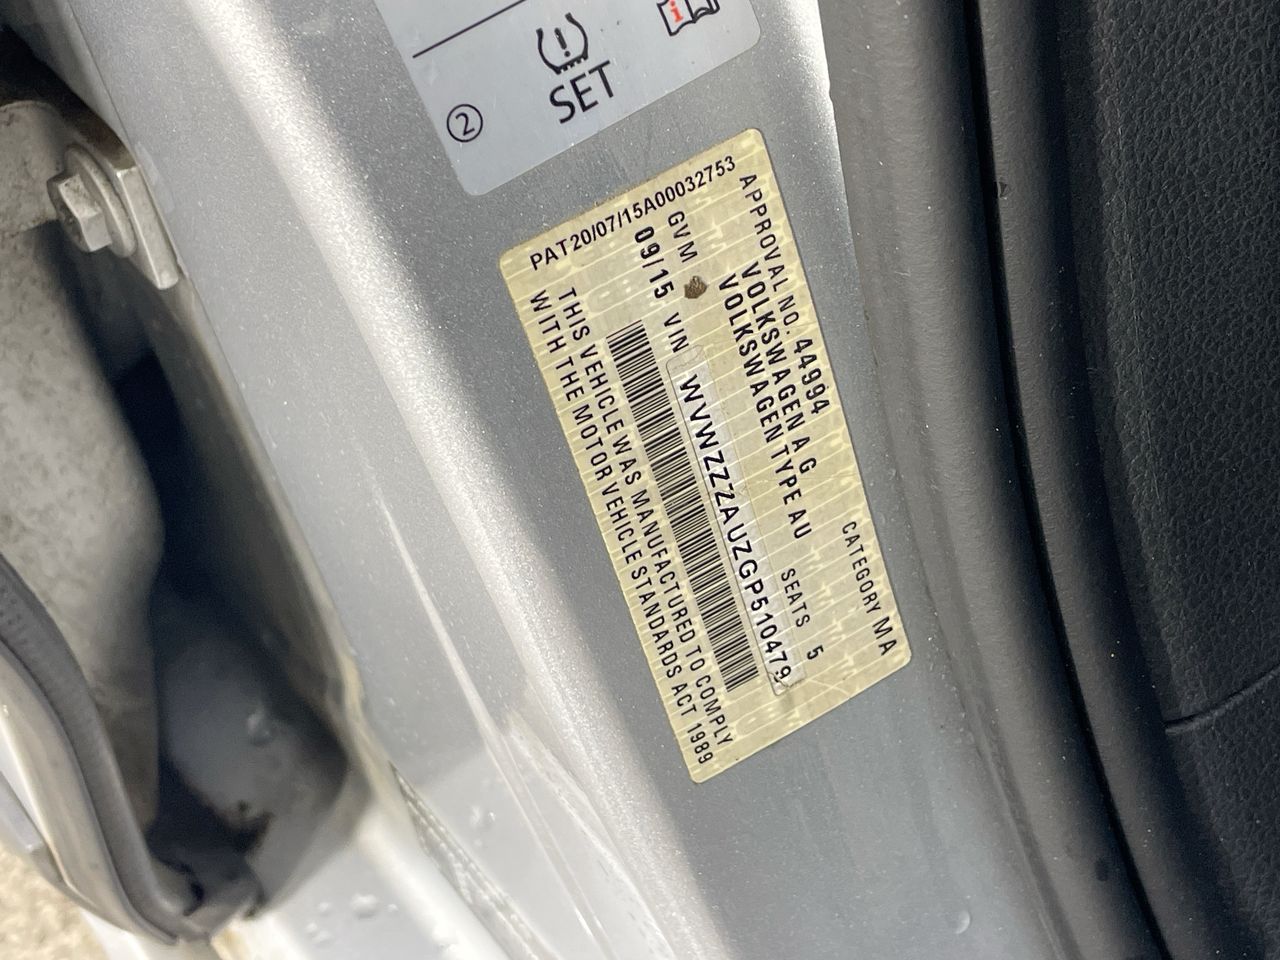 SET
2
APPROVAL NO. 44994
CATEGORY MA
VOLKSWAGEN A G
VOLKSWAGEN TYPE AU
SEATS 5
GVM
09/15 VIN WVWZZZAUZGP510479
THIS VEHICLE WAS MANUFACTURED TO COMPLY
WITH THE MOTOR VEHICLE STANDARDS ACT 1989
PAT20/07/15A00032753